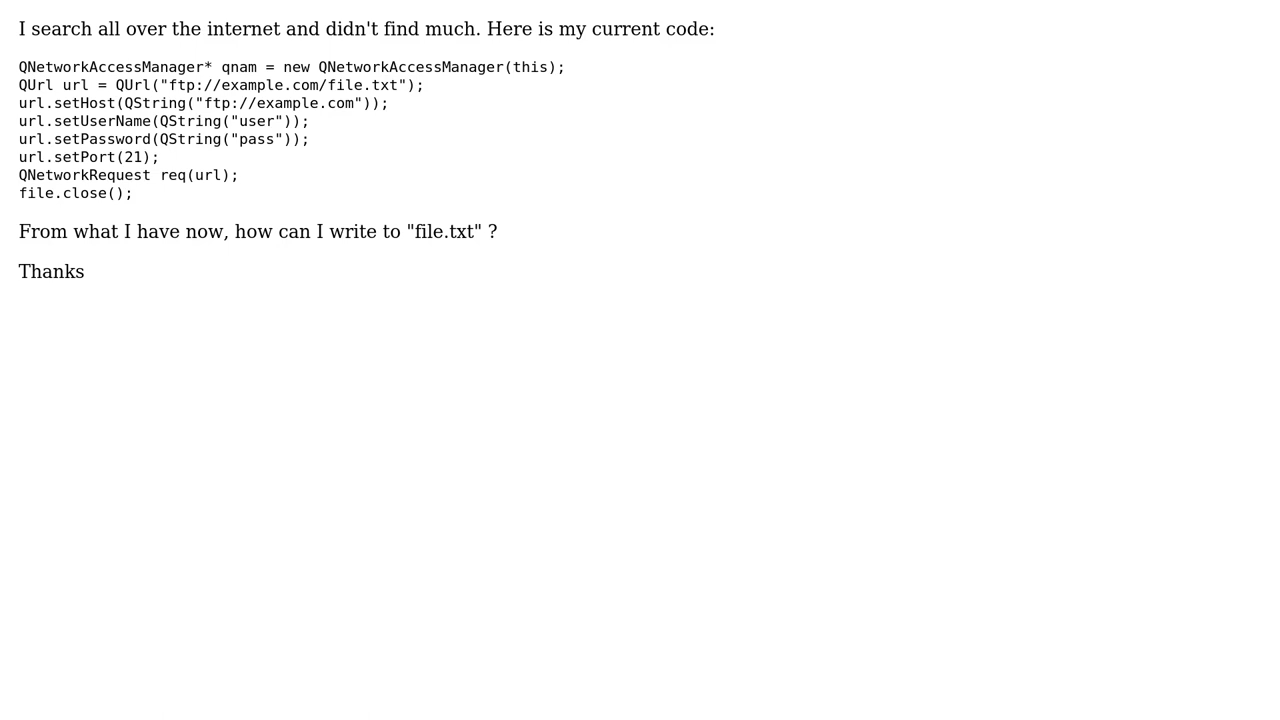 I search all over the internet and didn't find much. Here is my current code:
QNetworkAccessManager* qnam = new QNetworkAccessManager(this);
QUrl url = QUrl("ftp://example.com/file.txt");
url.setHost(QString("ftp://example.com"));
url.setUserName(QString("user"));
url.setPassword(QString("pass"));
url.setPort(21);
QNetworkRequest req(url);
file.close();
From what I have now, how can I write to "file.txt" ?
Thanks